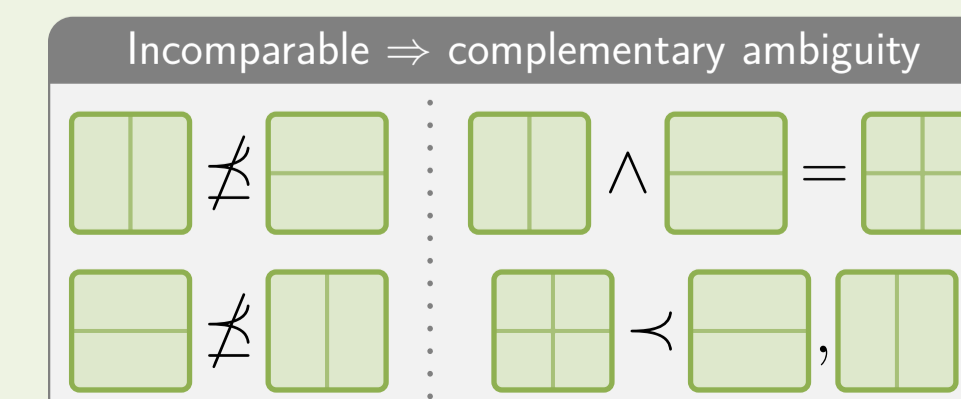 Incomparable ⇒ complementary ambiguity
⋠ ∧ =
⋠ ≺ ,